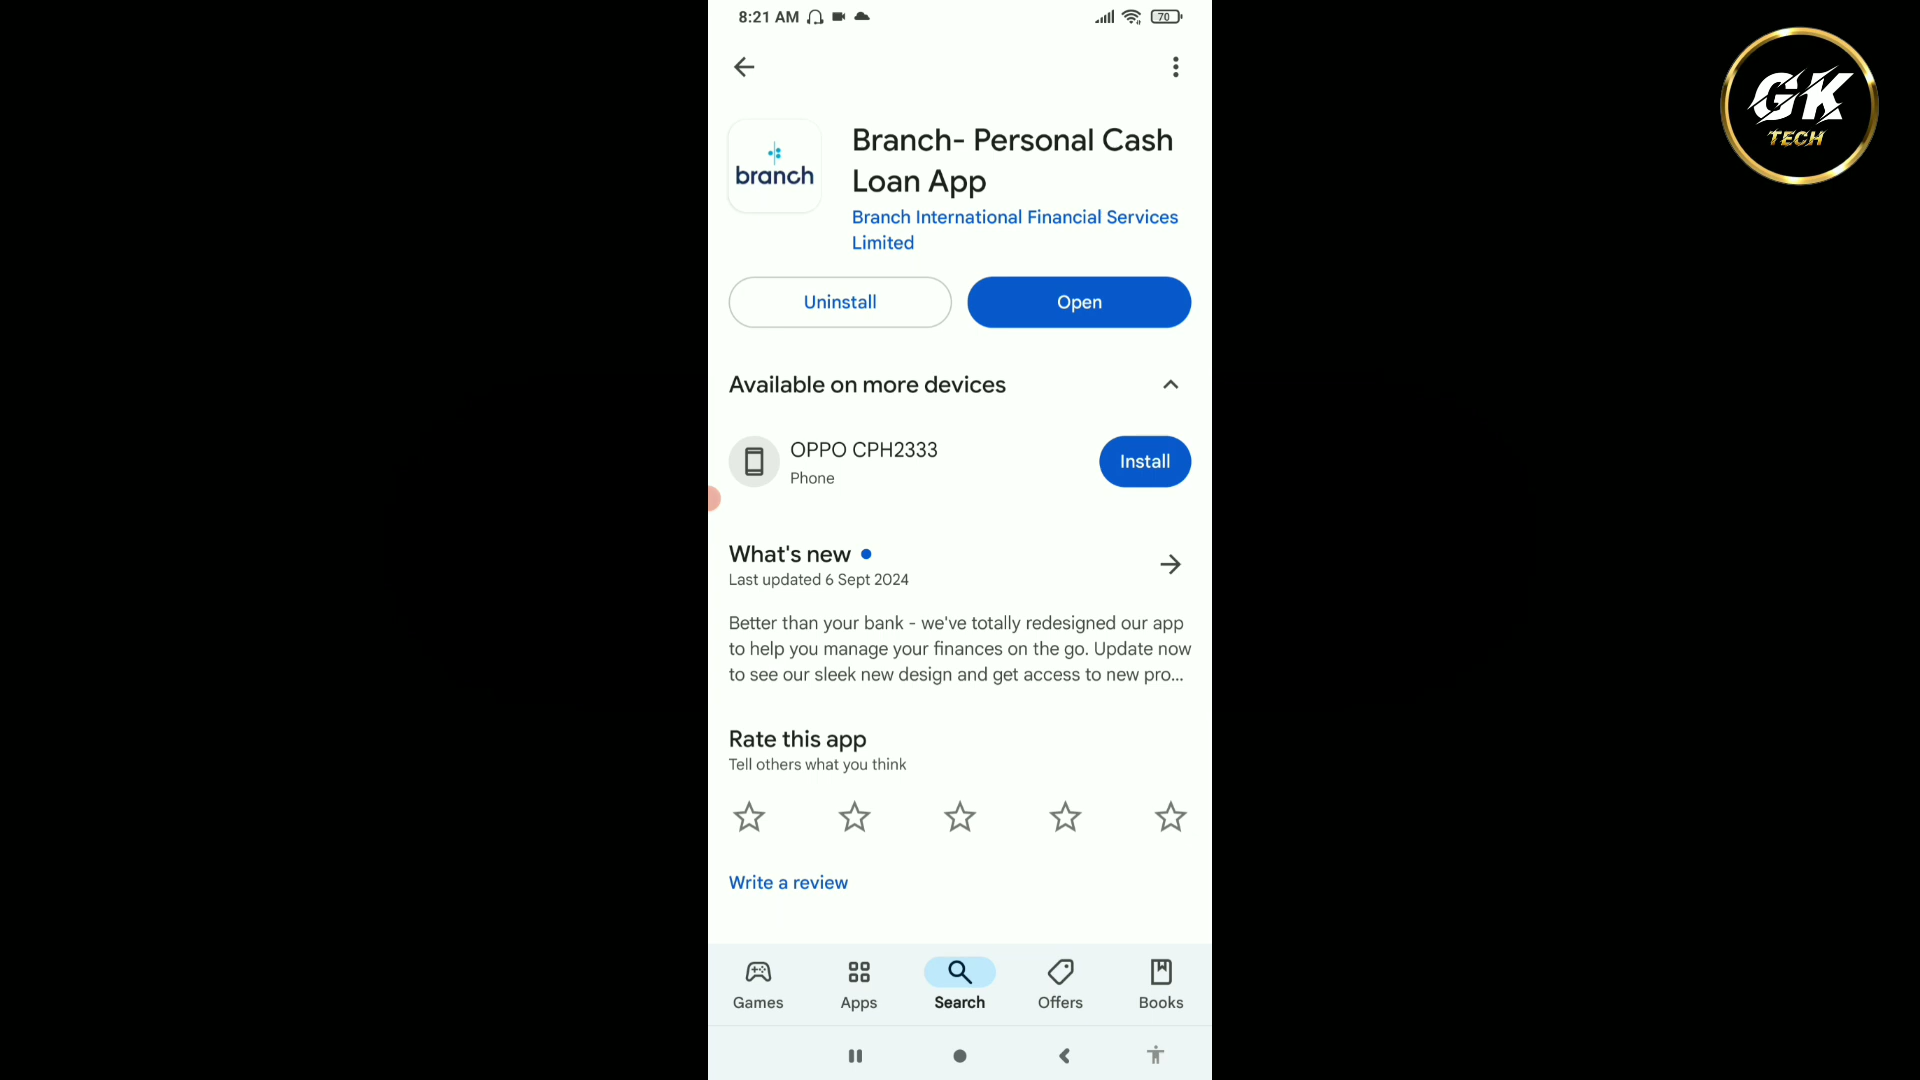 8:21 AM
70
GK
TECH
branch
Branch- Personal Cash
Loan App
Branch International Financial Services
Limited
Uninstall
Open
Available on more devices
OPPO CPH2333
Phone
Install
What's new
Last updated 6 Sept 2024
Better than your bank - we've totally redesigned our app
to help you manage your finances on the go. Update now
to see our sleek new design and get access to new pro...
Rate this app
Tell others what you think
Write a review
Games
Apps
Search
Offers
Books